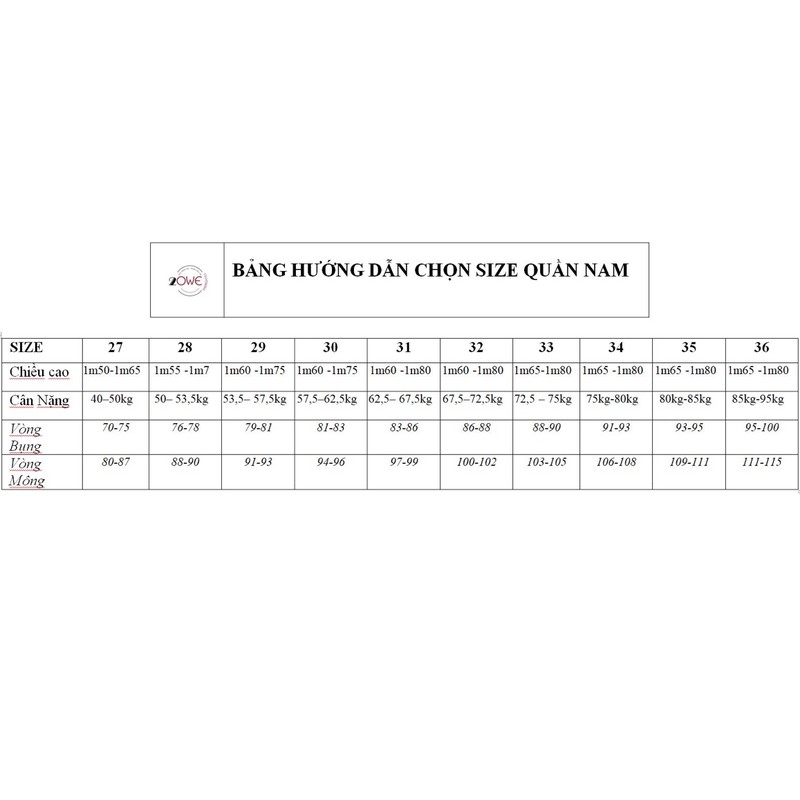 2OWE
BẢNG HƯỚNG DẪN CHỌN SIZE QUẦN NAM
SIZE 27 28 29 30 31 32 33 34 35 36
Chiều cao 1m50-1m65 1m55 -1m7 1m60 -1m75 1m60 -1m75 1m60 -1m80 1m60 -1m80 1m65-1m80 1m65 -1m80 1m65 -1m80 1m65 -1m80
Cân Nặng 40–50kg 50– 53,5kg 53,5– 57,5kg 57,5–62,5kg 62,5– 67,5kg 67,5–72,5kg 72,5 – 75kg 75kg-80kg 80kg-85kg 85kg-95kg
Vòng Bụng 70-75 76-78 79-81 81-83 83-86 86-88 88-90 91-93 93-95 95-100
Vòng Mông 80-87 88-90 91-93 94-96 97-99 100-102 103-105 106-108 109-111 111-115